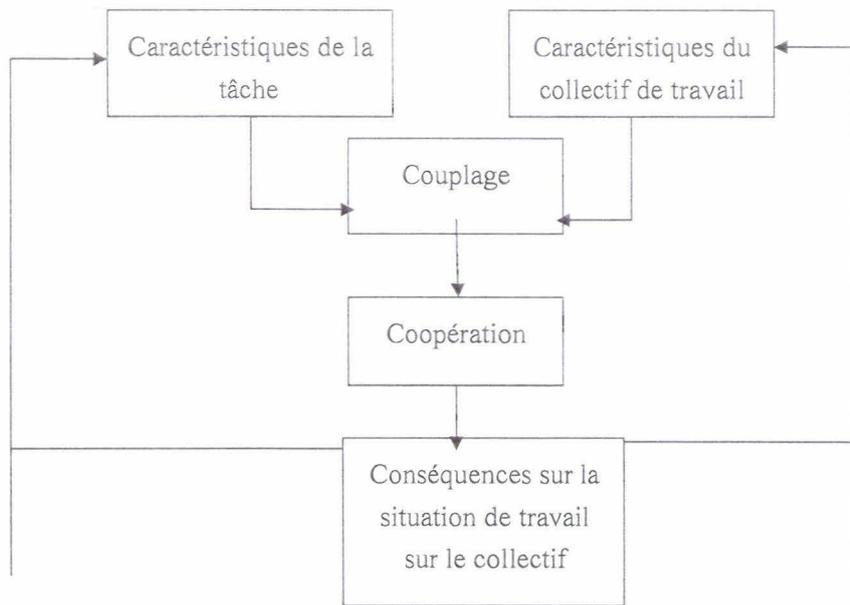 Caractéristiques de la
tâche
Caractéristiques du
collectif de travail
Couplage
Coopération
Conséquences sur la
situation de travail
sur le collectif